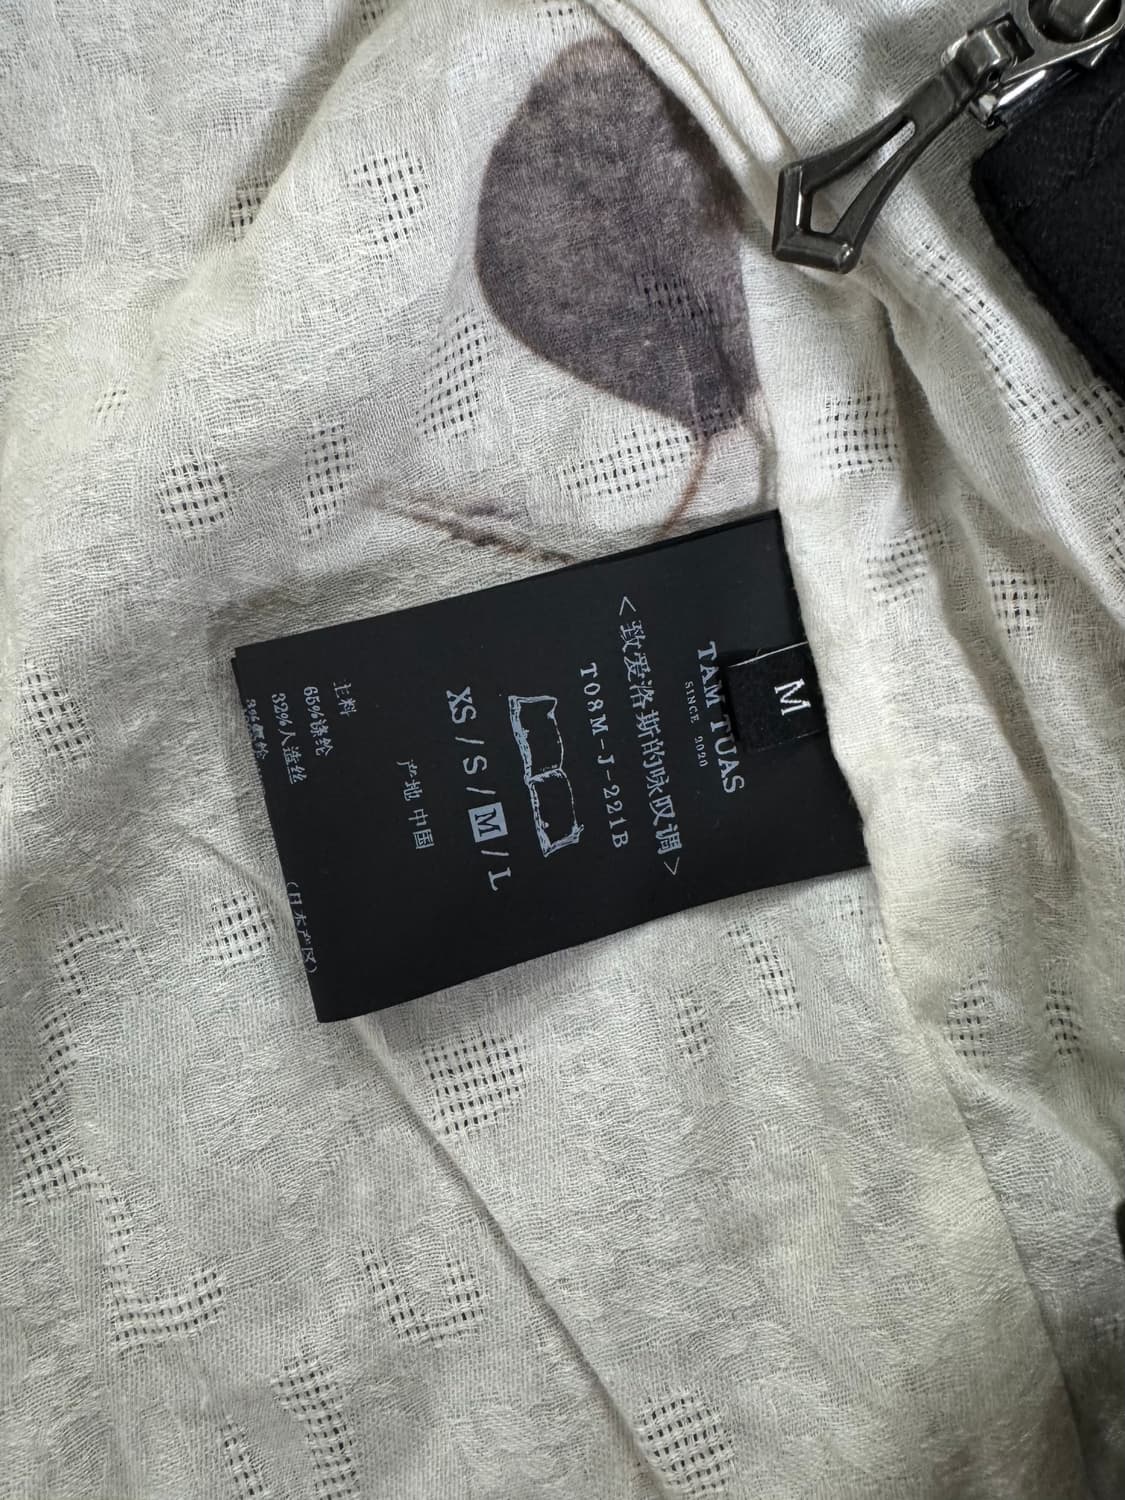 M
TAM TUAS
SINCE 2020
<致爱洛斯的咏叹调>
T08M-J-221B
XS/S/M/L
产地 中国
主料
65%涤纶
32%人造丝
(日本产区)